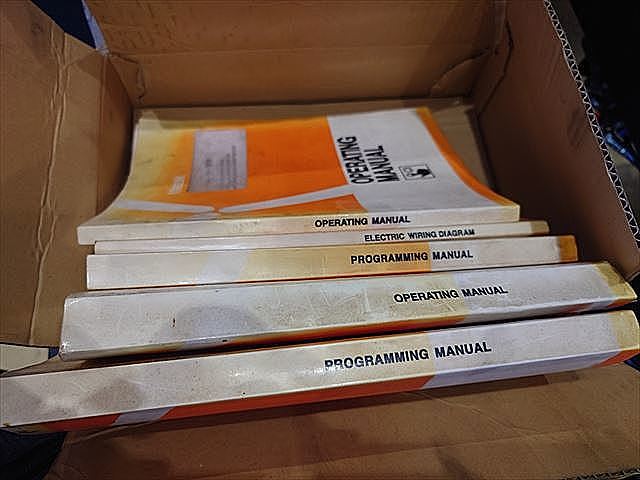 OPERATING
MANUAL
OPERATING MANUAL
ELECTRIC WIRING DIAGRAM
PROGRAMMING MANUAL
OPERATING MANUAL
PROGRAMMING MANUAL